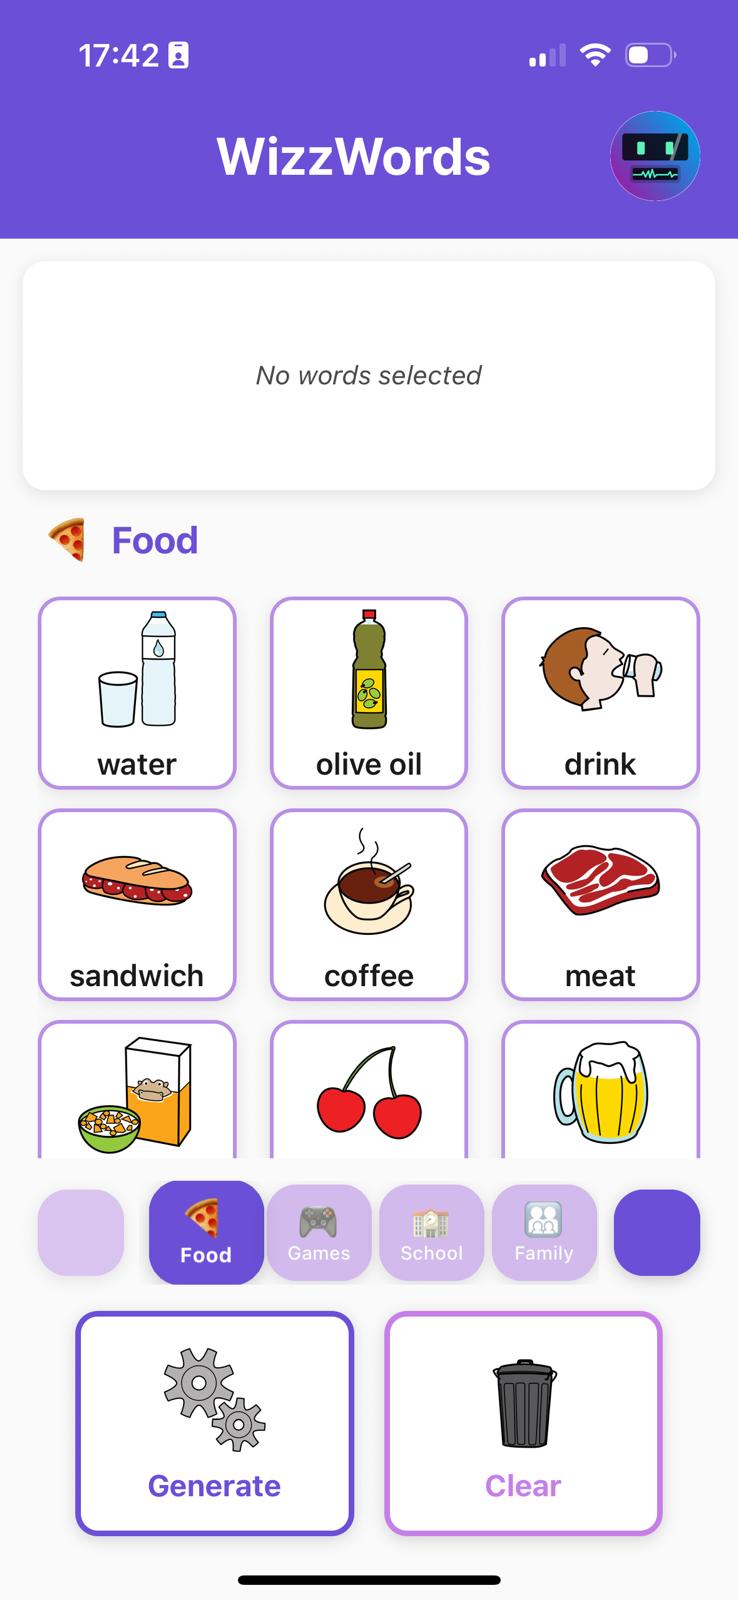 17:42
WizzWords
No words selected
Food
water
olive oil
drink
sandwich
coffee
meat
Food
Games
School
Family
Generate
Clear